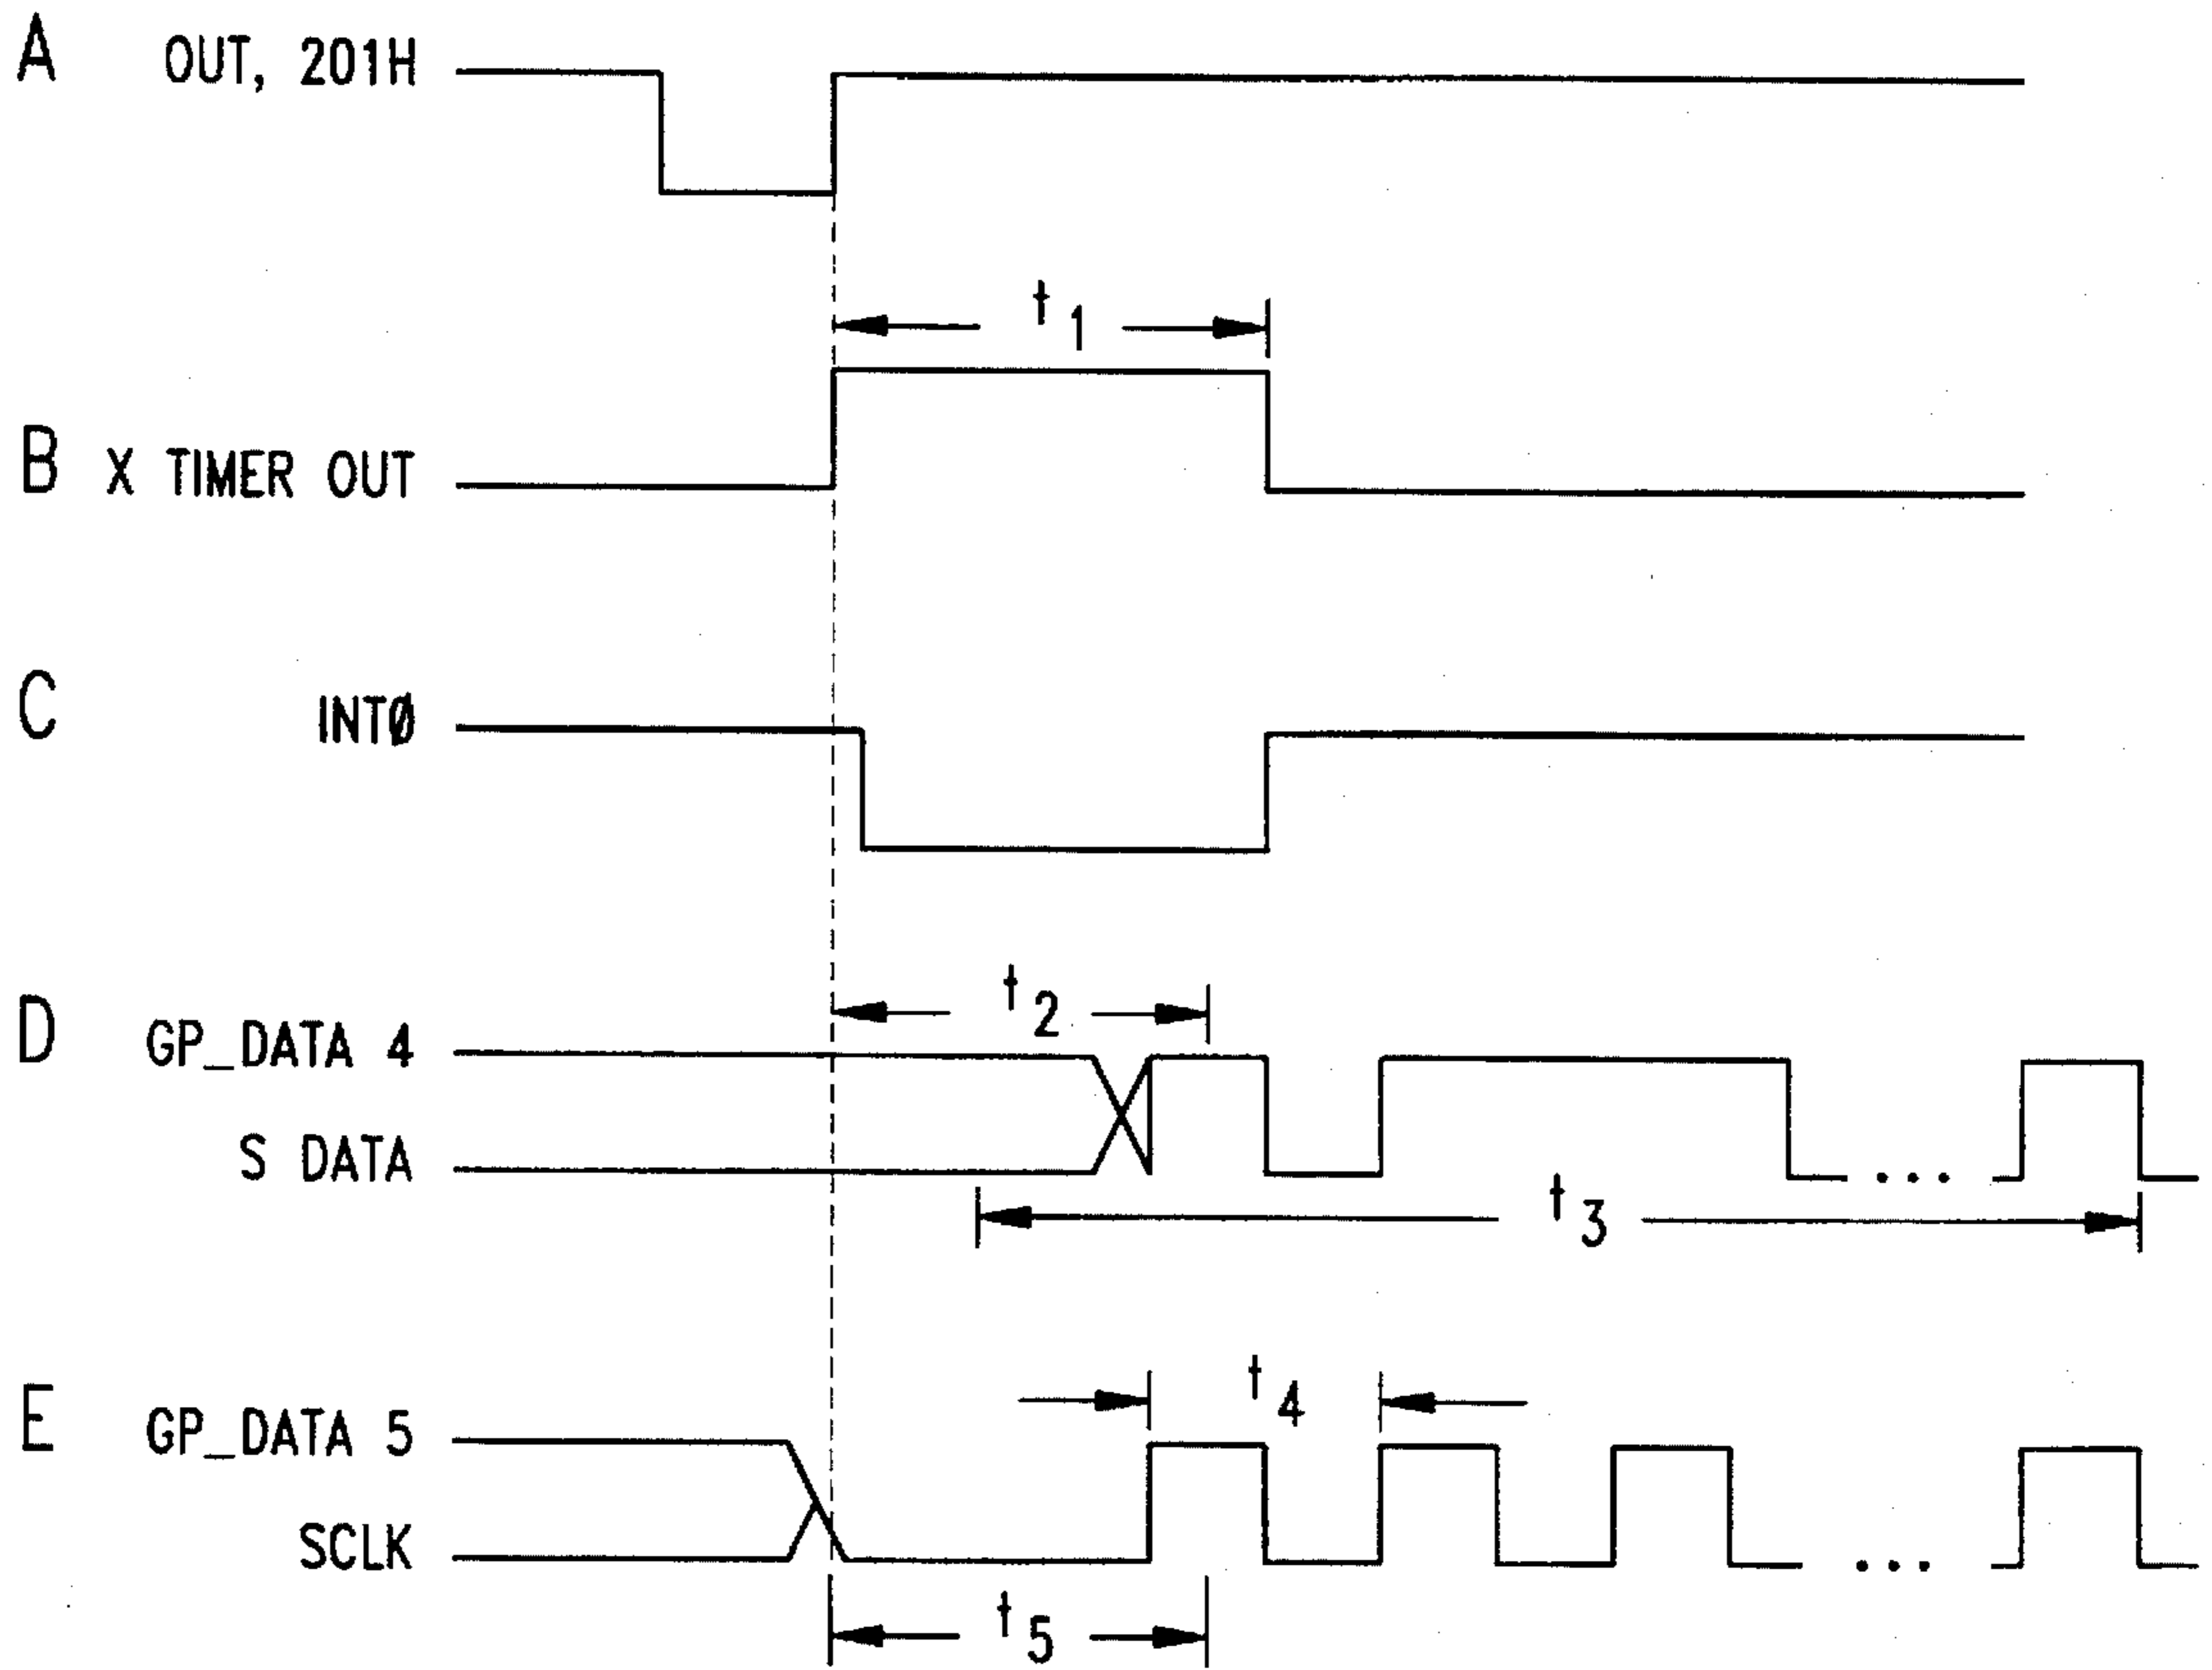 A OUT, 201H
t1
B X TIMER OUT
C INTØ
t2
D GP_DATA 4
S DATA
t3
t4
E GP_DATA 5
SCLK
t5